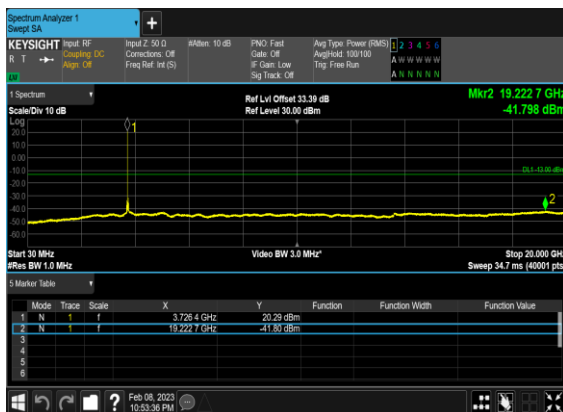 Spectrum Analyzer 1
Swept SA
+
KEYSIGHT Input: RF Input Z: 50 Ω #Atten: 10 dB PNO: Fast Avg Type: Power (RMS) 1 2 3 4 5 6
R T Coupling: DC Corrections: Off Gate: Off Avg|Hold: 100/100 A W W W W W
Align: Off Freq Ref: Int (S) IF Gain: Low Trig: Free Run
Sig Track: Off A N N N N N
1 Spectrum Ref Lvl Offset 33.39 dB Mkr2 19.222 7 GHz
Scale/Div 10 dB Ref Level 30.00 dBm -41.798 dBm
Log
1
20.0
10.0
0.00
DL1 -13.00 dBm
-10.0
-20.0
-30.0
2
-40.0
-50.0
-60.0
Start 30 MHz Video BW 3.0 MHz* Stop 20.000 GHz
#Res BW 1.0 MHz Sweep 34.7 ms (40001 pts)
5 Marker Table
Mode Trace Scale X Y Function Function Width Function Value
1 N 1 f 3.726 4 GHz 20.29 dBm
2 N 1 f 19.222 7 GHz -41.80 dBm
3
4
5
6
? Feb 08, 2023
10:53:36 PM